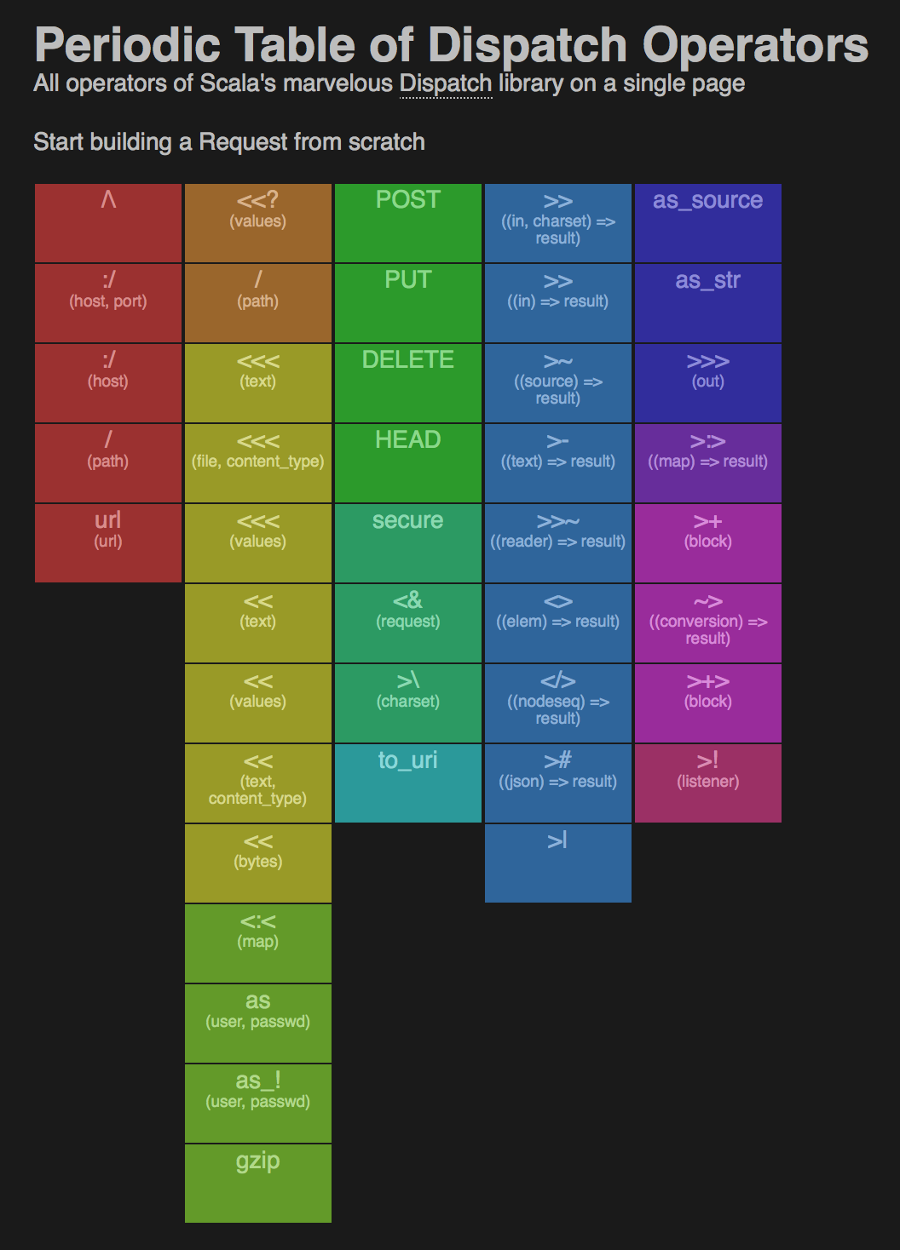 Periodic Table of Dispatch Operators
All operators of Scala's marvelous Dispatch library on a single page
Start building a Request from scratch
/\
:/
(host, port)
:/
(host)
/
(path)
url
(url)
<<?
(values)
/
(path)
<<<
(text)
<<<
(file, content_type)
<<<
(values)
<<
(text)
<<
(values)
<<
(text,
content_type)
<<
(bytes)
<:<
(map)
as
(user, passwd)
as_!
(user, passwd)
gzip
POST
PUT
DELETE
HEAD
secure
<&
(request)
>\
(charset)
to_uri
>>
((in, charset) =>
result)
>>
((in) => result)
>~
((source) =>
result)
>-
((text) => result)
>>~
((reader) => result)
<>
((elem) => result)
</>
((nodeseq) =>
result)
>#
((json) => result)
>|
as_source
as_str
>>>
(out)
>:>
((map) => result)
>+
(block)
~>
((conversion) =>
result)
>+>
(block)
>!
(listener)